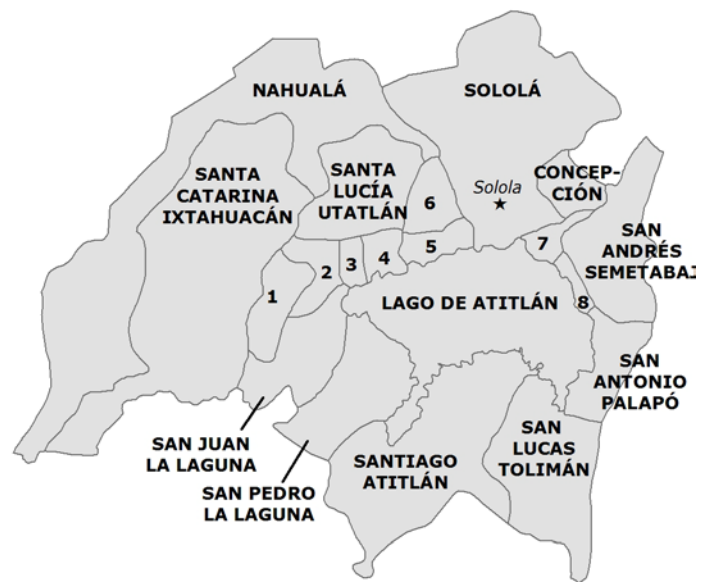 NAHUALÁ
SOLOLÁ
SANTA
CATARINA
IXTAHUACÁN
SANTA
LUCÍA
UTATLÁN
6
Solola
CONCEP-
CIÓN
SAN
ANDRÉS
SEMETABAJ
1
2
3
4
5
7
8
LAGO DE ATITLÁN
SAN
ANTONIO
PALAPÓ
SAN JUAN
LA LAGUNA
SAN PEDRO
LA LAGUNA
SANTIAGO
ATITLÁN
SAN
LUCAS
TOLIMÁN